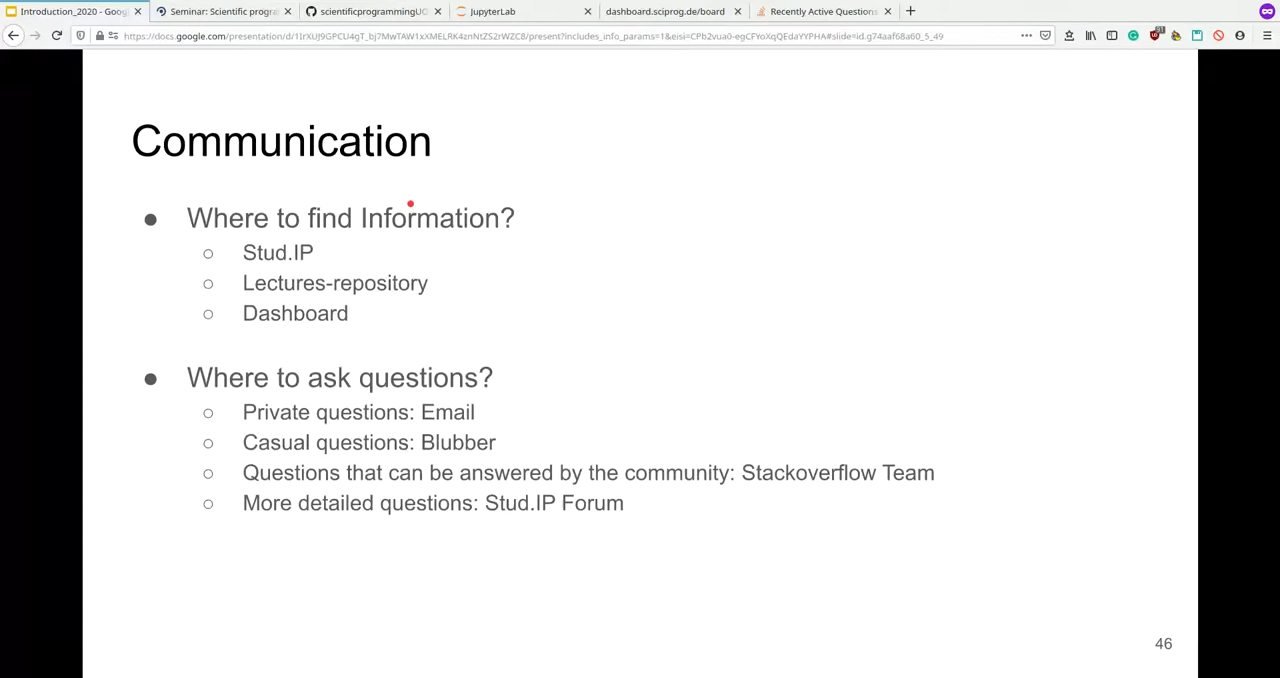 Introduction_2020 - Goog
Seminar: Scientific progra
scientificprogrammingUO
JupyterLab
dashboard.sciprog.de/board
Recently Active Questions
Communication
● Where to find Information?
○ Stud.IP
○ Lectures-repository
○ Dashboard
● Where to ask questions?
○ Private questions: Email
○ Casual questions: Blubber
○ Questions that can be answered by the community: Stackoverflow Team
○ More detailed questions: Stud.IP Forum
46